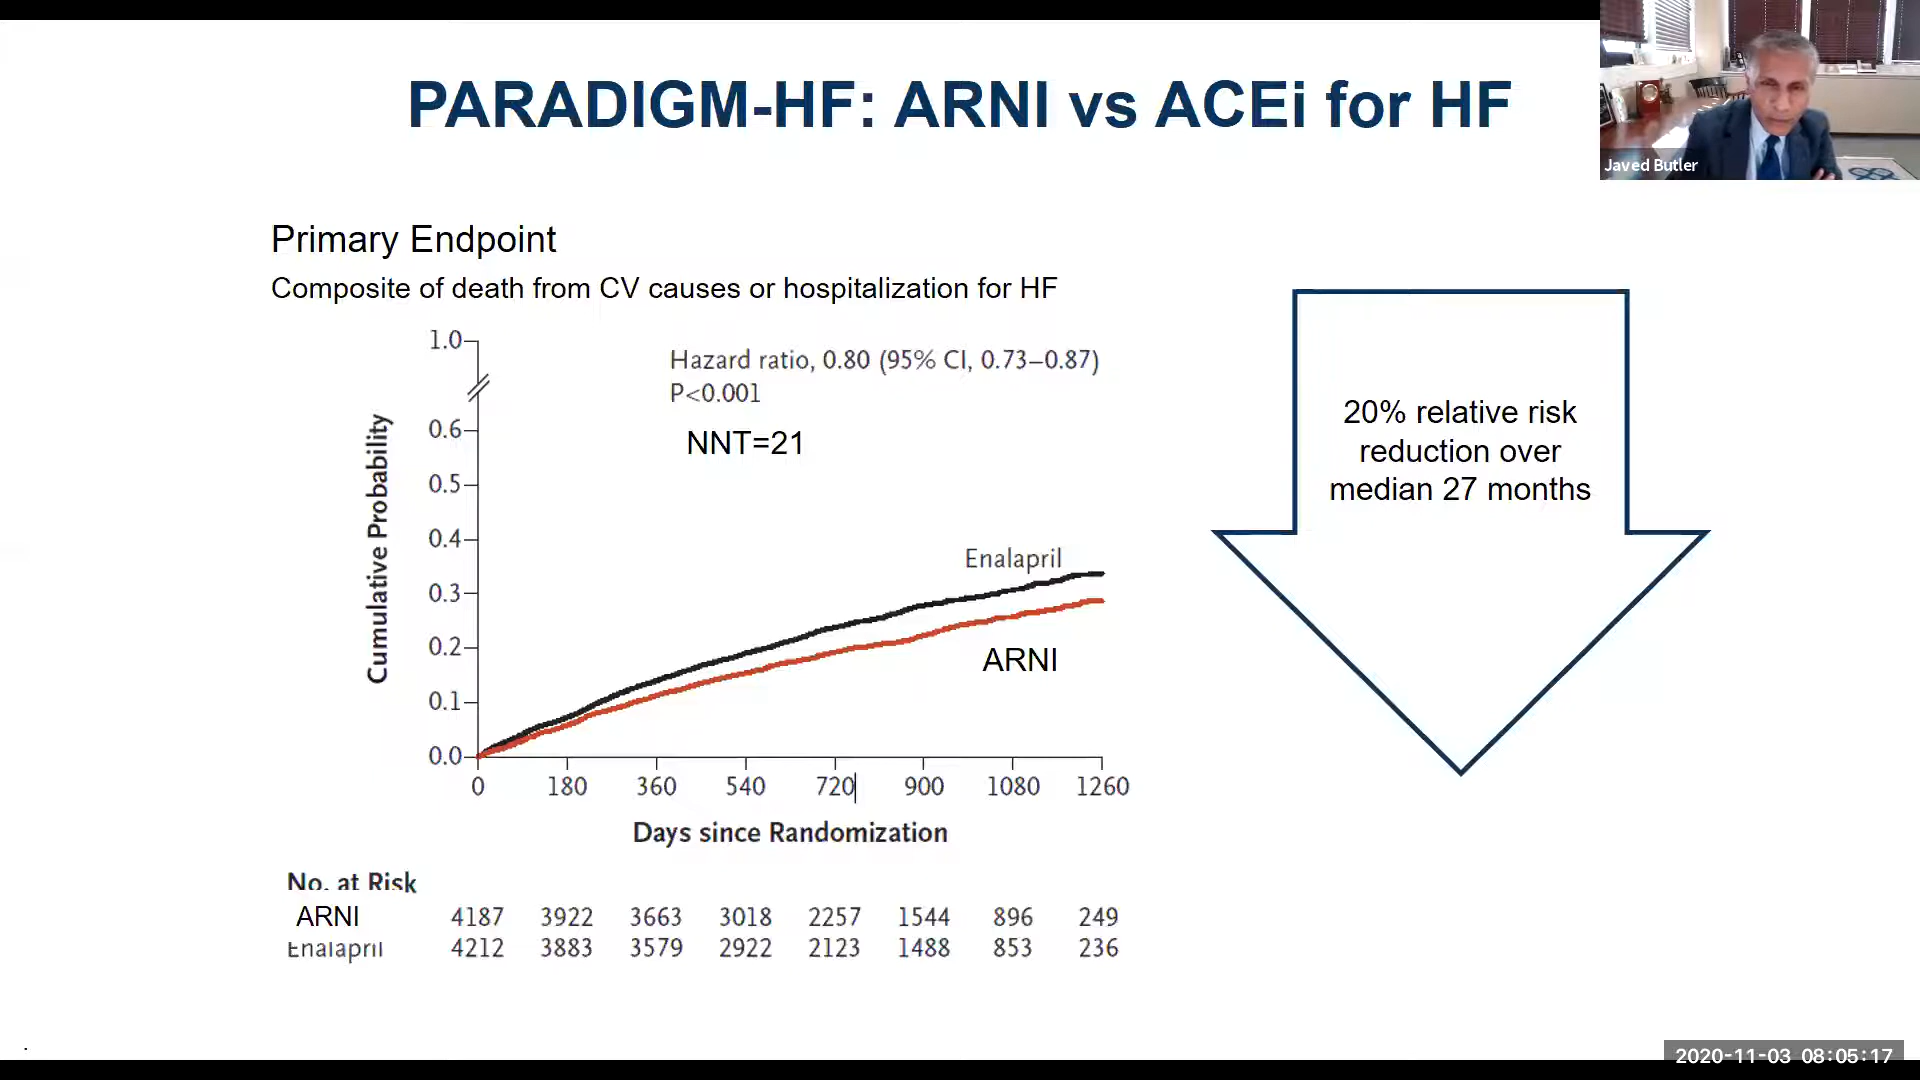 PARADIGM-HF: ARNI vs ACEi for HF
Javed Butler
Primary Endpoint
Composite of death from CV causes or hospitalization for HF
Hazard ratio, 0.80 (95% CI, 0.73–0.87)
P<0.001
NNT=21
Cumulative Probability
1.0
0.6
0.5
0.4
0.3
0.2
0.1
0.0
Enalapril
ARNI
0 180 360 540 720 900 1080 1260
Days since Randomization
20% relative risk
reduction over
median 27 months
No. at Risk
ARNI 4187 3922 3663 3018 2257 1544 896 249
Enalapril 4212 3883 3579 2922 2123 1488 853 236
2020-11-03 08:05:17